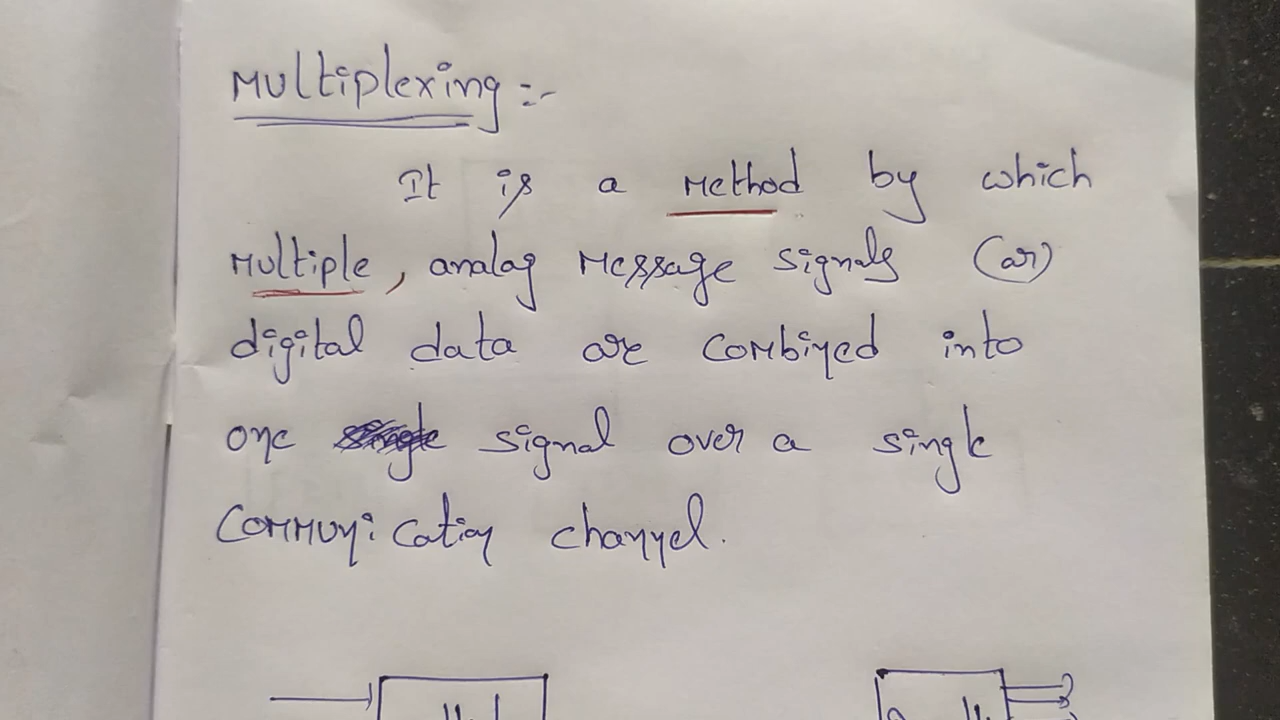 Multiplexing :-
It is a Method by which
Multiple, analog Message signals (or)
digital data are combined into
one signal over a single
Communication channel.